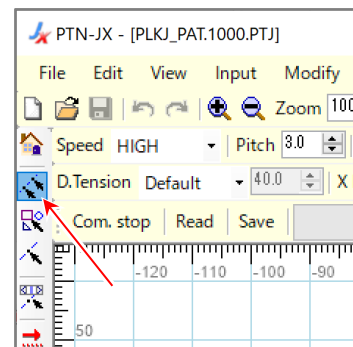 PTN-JX - [PLKJ_PAT.1000.PTJ]
File Edit View Input Modify
Zoom 100
Speed HIGH Pitch 3.0
D.Tension Default 40.0 X
Com. stop Read Save
-120 -110 -100 -90
50